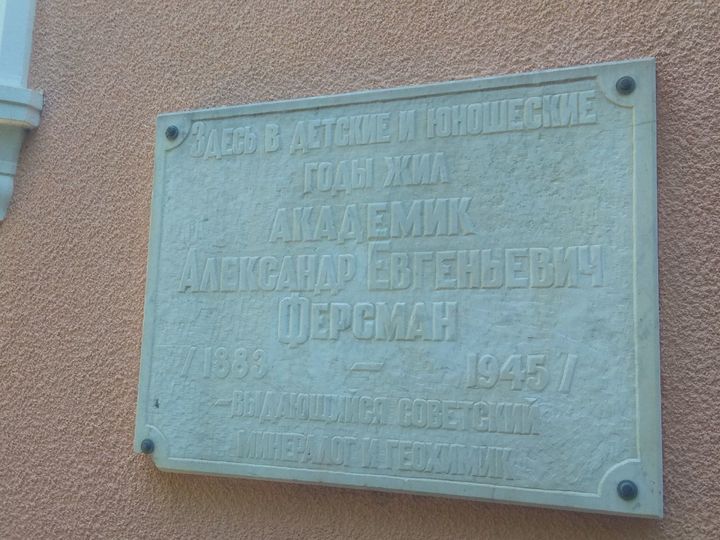 Здесь в детские и юношеские
годы жил
академик
Александр Евгеньевич
Ферсман
/1883 — 1945/
– выдающийся советский
минералог и геохимик